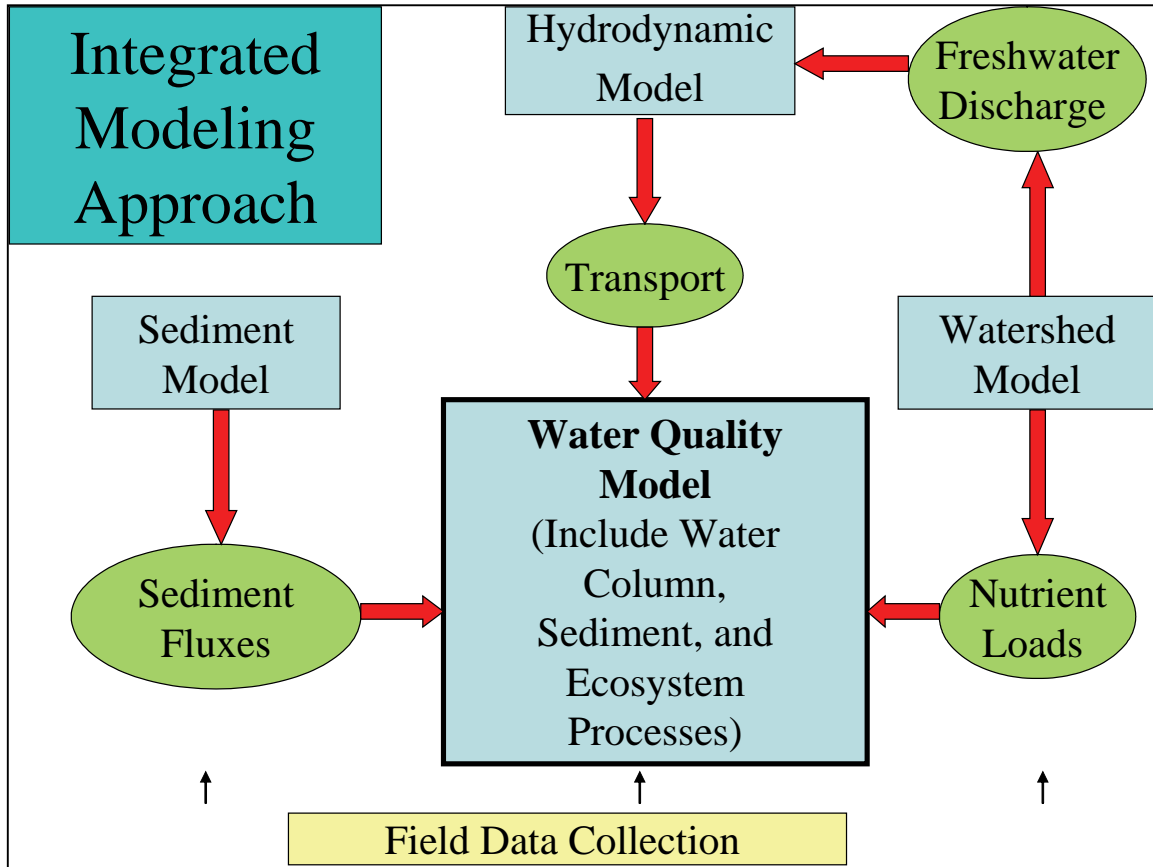 Integrated
Modeling
Approach
Hydrodynamic
Model
Freshwater
Discharge
Transport
Sediment
Model
Watershed
Model
Water Quality
Model
(Include Water
Column,
Sediment, and
Ecosystem
Processes)
Sediment
Fluxes
Nutrient
Loads
Field Data Collection